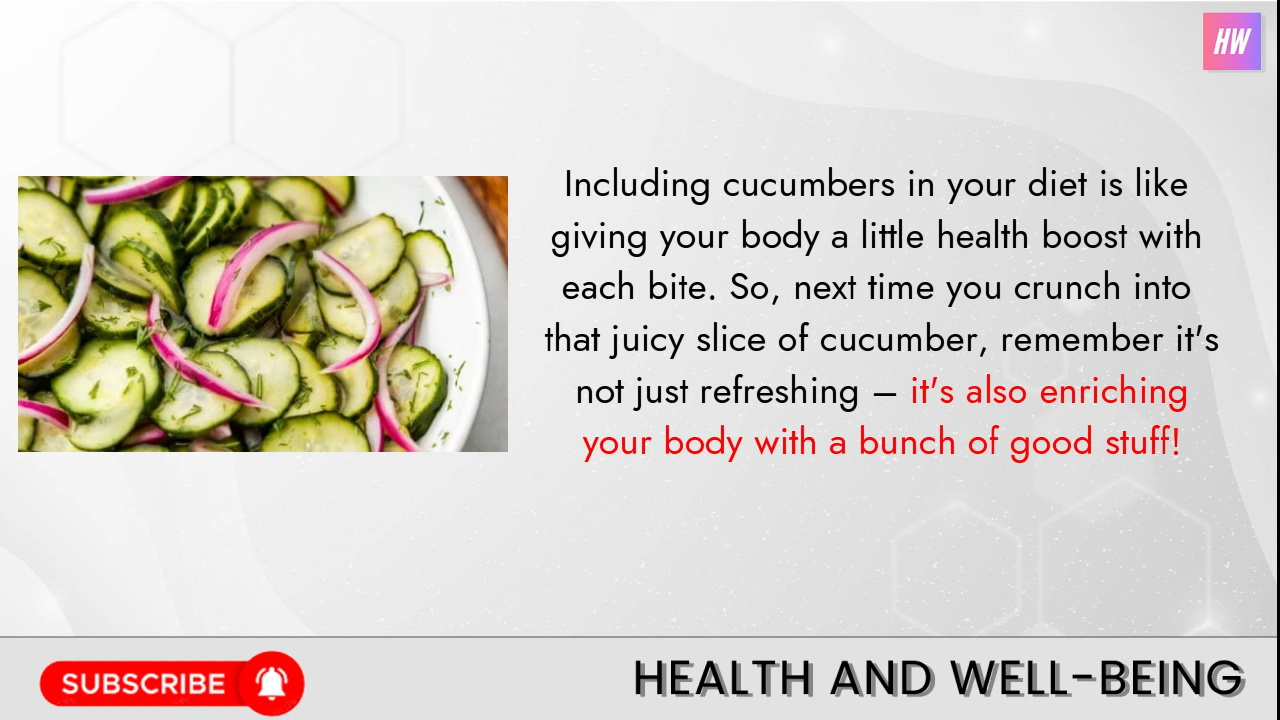 HW
Including cucumbers in your diet is like
giving your body a little health boost with
each bite. So, next time you crunch into
that juicy slice of cucumber, remember it's
not just refreshing – it's also enriching
your body with a bunch of good stuff!
SUBSCRIBE
HEALTH AND WELL-BEING